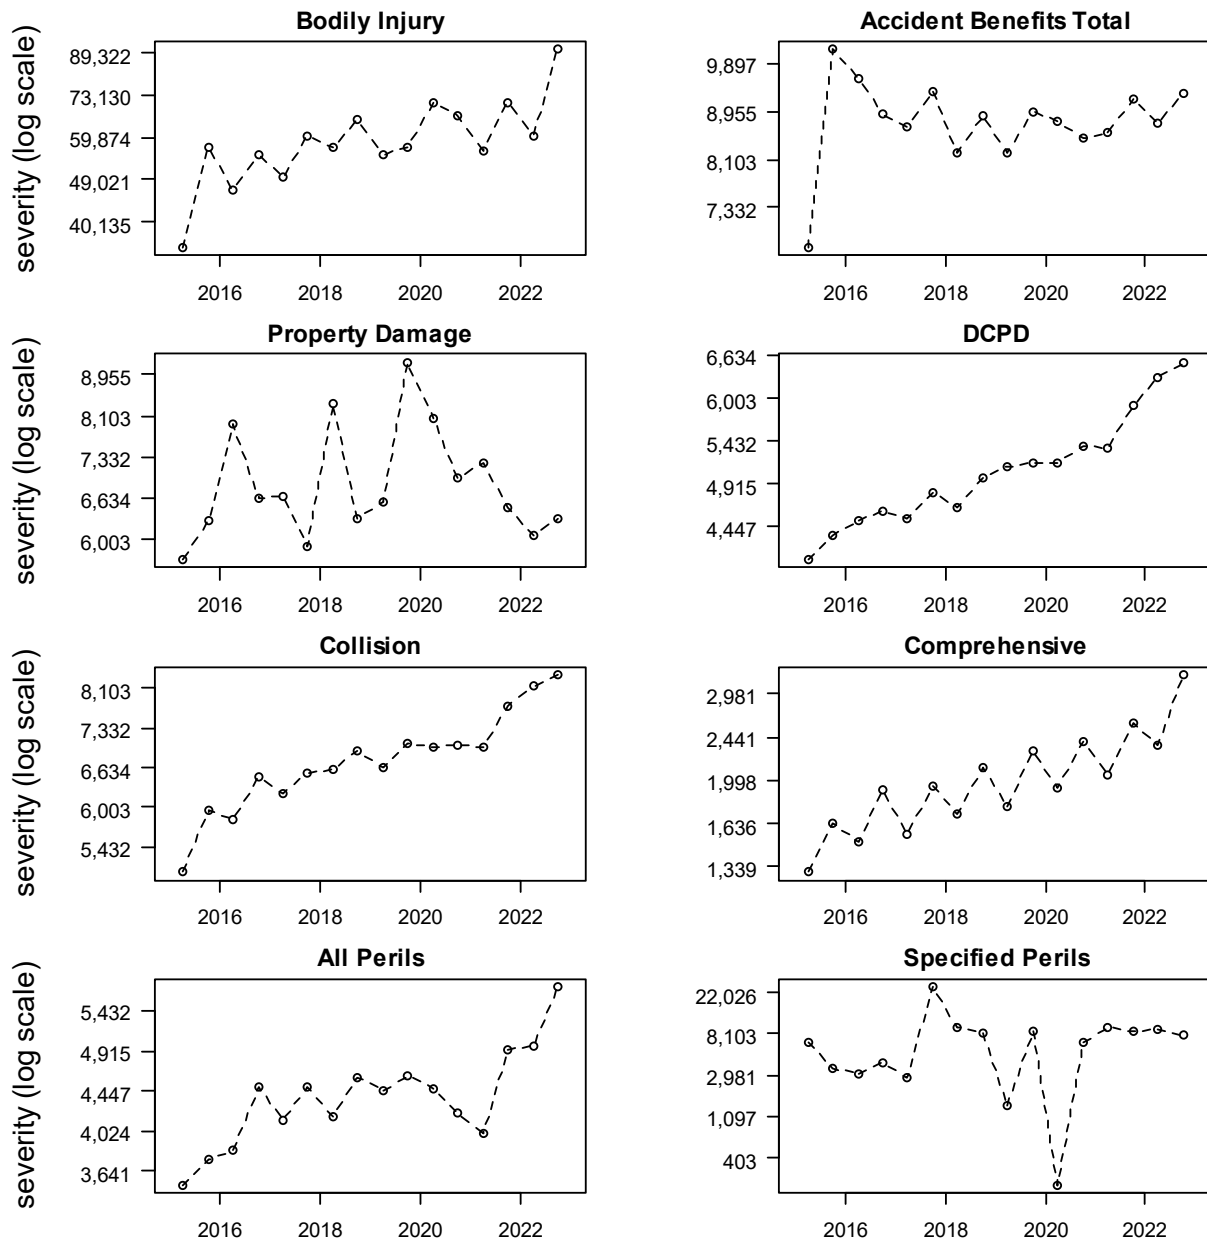 Bodily Injury
severity (log scale)
89,322
73,130
59,874
49,021
40,135
2016 2018 2020 2022
Accident Benefits Total
9,897
8,955
8,103
7,332
2016 2018 2020 2022
Property Damage
severity (log scale)
8,955
8,103
7,332
6,634
6,003
2016 2018 2020 2022
DCPD
6,634
6,003
5,432
4,915
4,447
2016 2018 2020 2022
Collision
severity (log scale)
8,103
7,332
6,634
6,003
5,432
2016 2018 2020 2022
Comprehensive
2,981
2,441
1,998
1,636
1,339
2016 2018 2020 2022
All Perils
severity (log scale)
5,432
4,915
4,447
4,024
3,641
2016 2018 2020 2022
Specified Perils
22,026
8,103
2,981
1,097
403
2016 2018 2020 2022